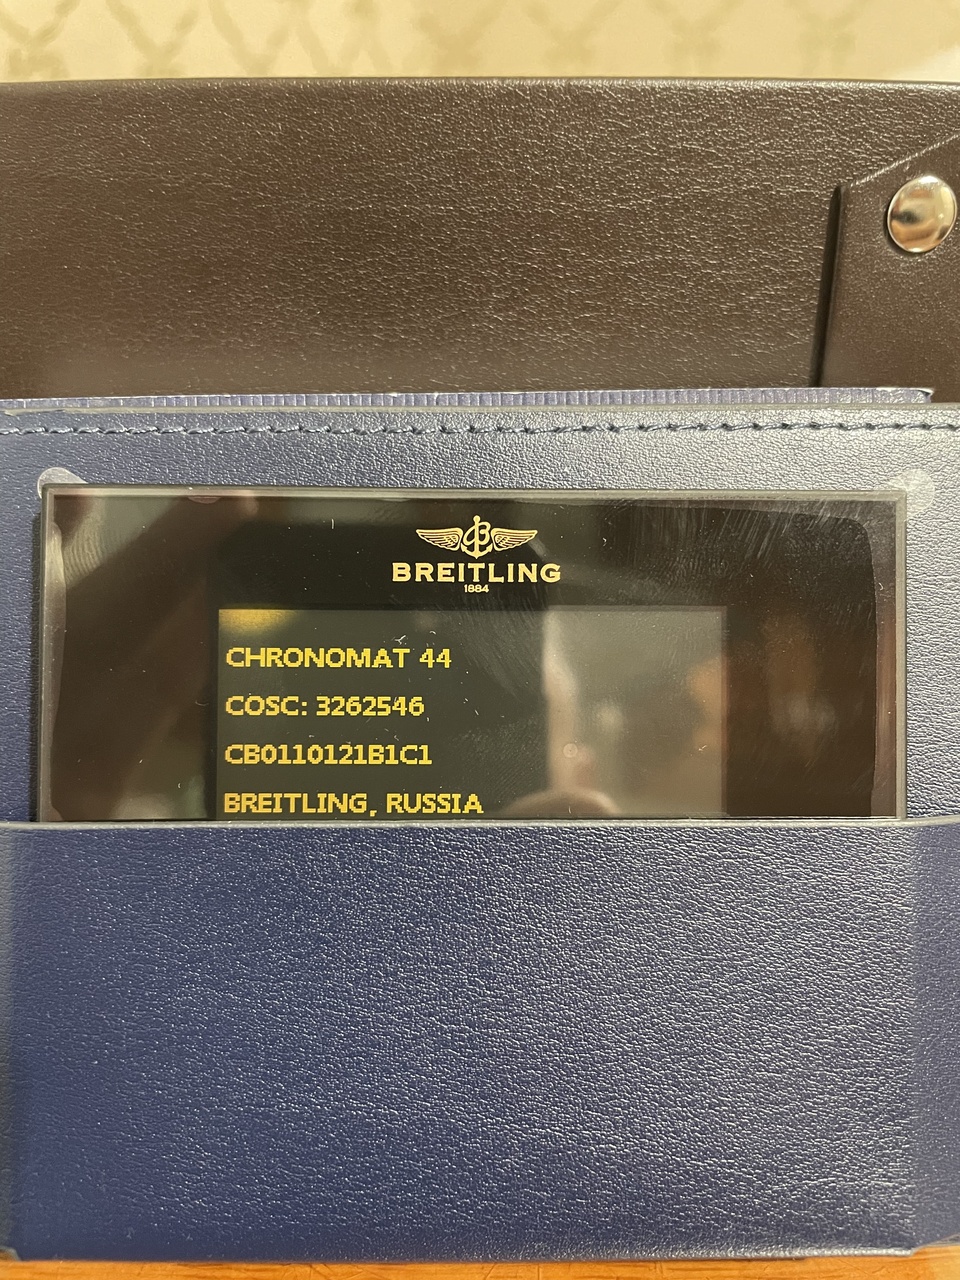 BREITLING
1884
CHRONOMAT 44
COSC: 3262546
CB0110121B1C1
BREITLING, RUSSIA